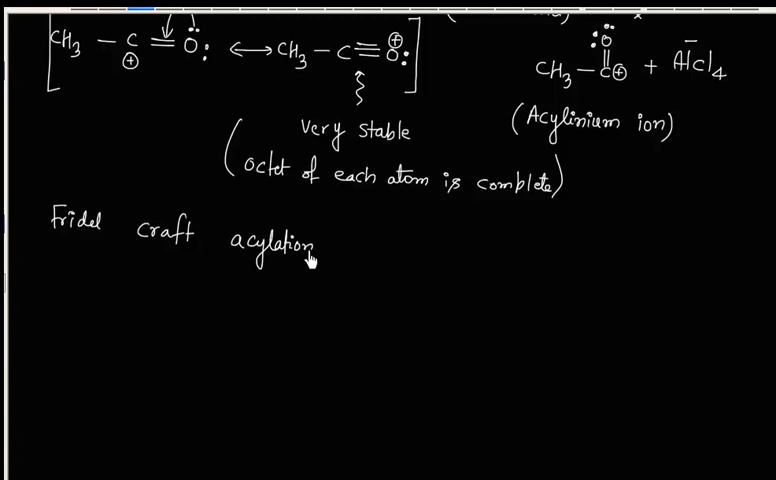 [CH3 — C⊕ = O: ⟷ CH3 — C ≡ O⊕:]
CH3 — C⊕ = O: + AlCl4⁻
(Acylinium ion)
Very stable
(octet of each atom is complete)
Fridel craft acylation